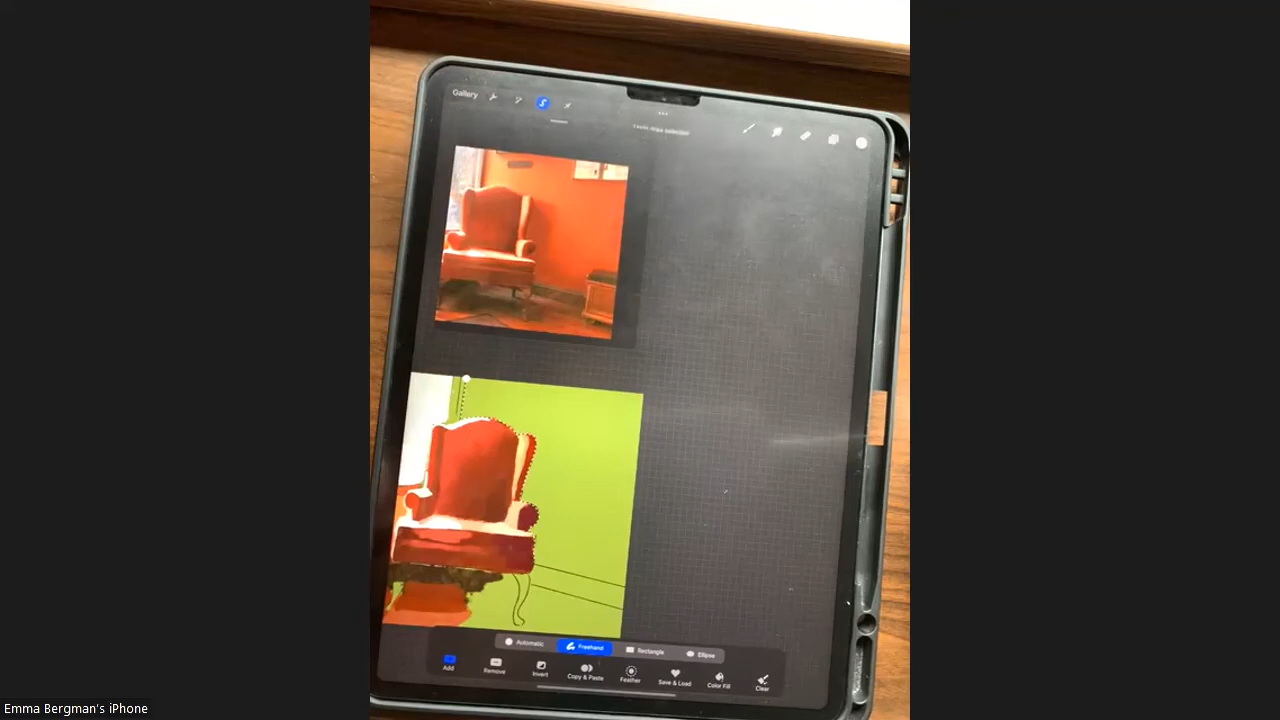 Gallery
Automatic
Freehand
Rectangle
Ellipse
Add
Remove
Invert
Copy & Paste
Feather
Save & Load
Color Fill
Clear
Emma Bergman's iPhone